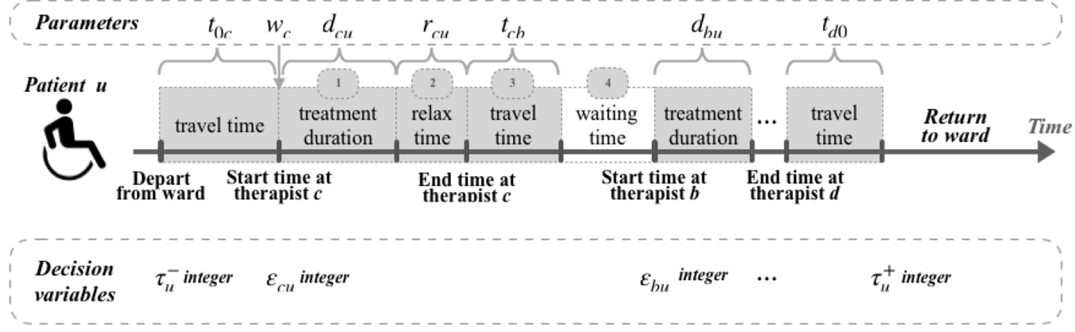 Parameters t₀c wc dcu rcu tcb dbu td0
Patient u
1 2 3 4
travel time treatment duration relax time travel time waiting time treatment duration ... travel time
Return to ward
Time
Depart from ward
Start time at therapist c
End time at therapist c
Start time at therapist b
End time at therapist d
Decision variables
τu⁻ integer εcu integer εbu integer ... τu⁺ integer